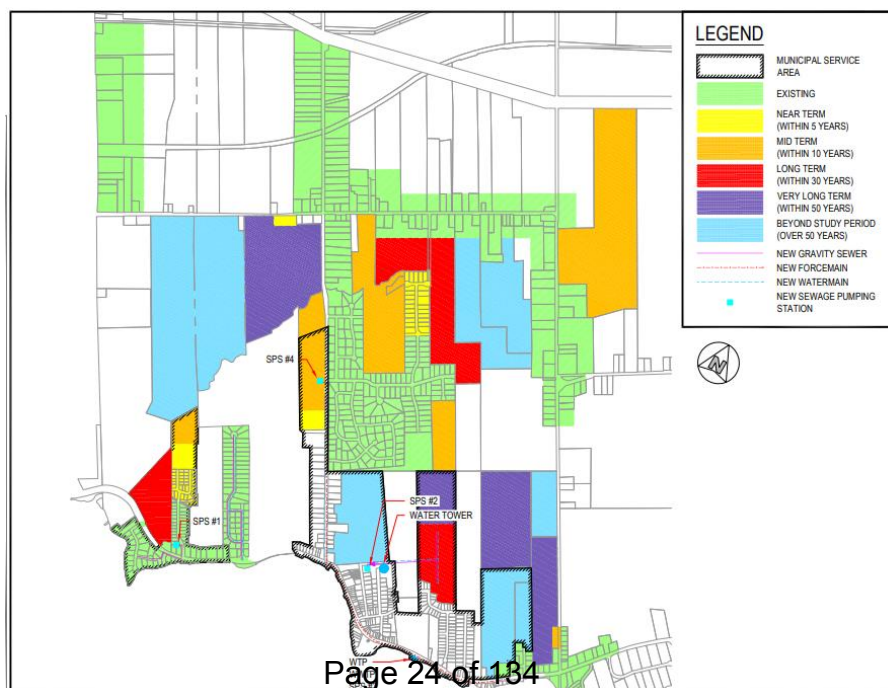 LEGEND
MUNICIPAL SERVICE
AREA
EXISTING
NEAR TERM
(WITHIN 5 YEARS)
MID TERM
(WITHIN 10 YEARS)
LONG TERM
(WITHIN 30 YEARS)
VERY LONG TERM
(WITHIN 50 YEARS)
BEYOND STUDY PERIOD
(OVER 50 YEARS)
NEW GRAVITY SEWER
NEW FORCEMAIN
NEW WATERMAIN
NEW SEWAGE PUMPING
STATION
N
SPS #4
SPS #1
SPS #2
WATER TOWER
WTP
Page 24 of 134